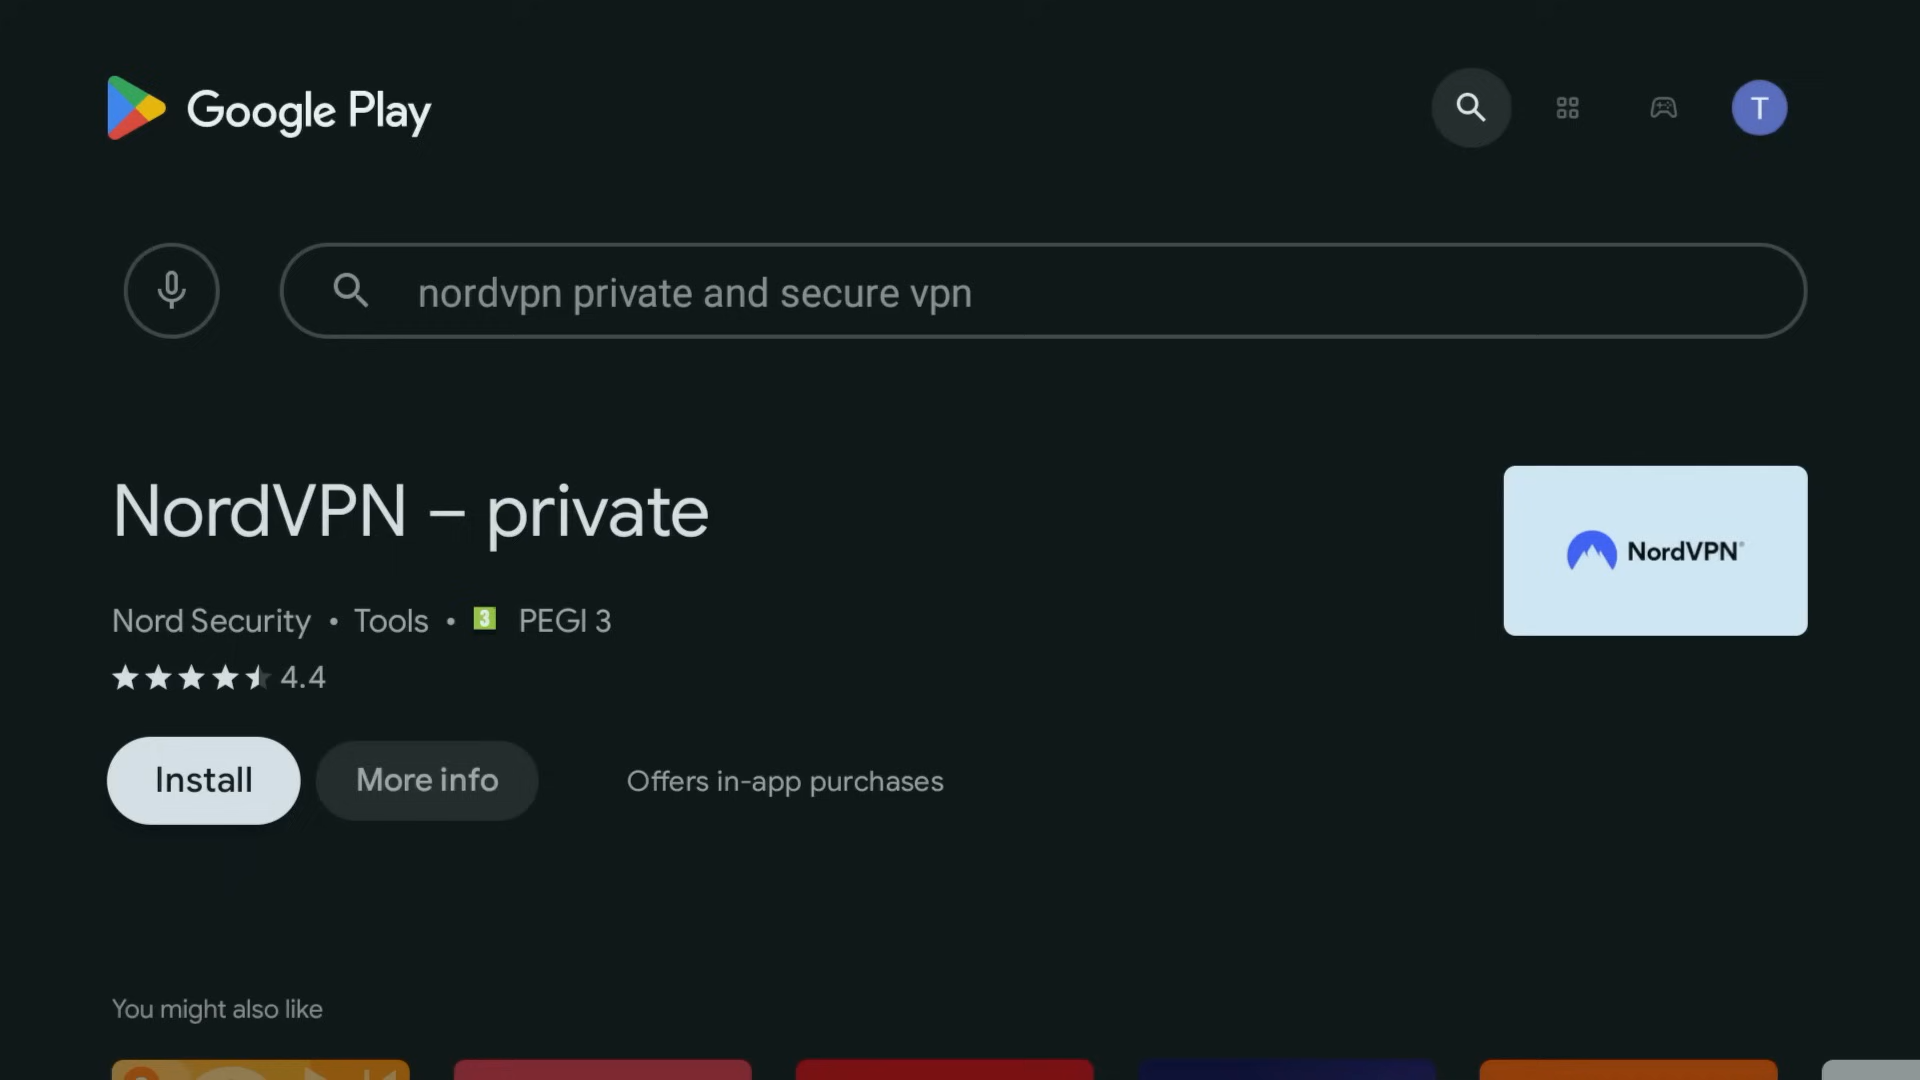 Google Play
T
nordvpn private and secure vpn
NordVPN – private
NordVPN®
Nord Security • Tools • 3 PEGI 3
4.4
Install
More info
Offers in-app purchases
You might also like